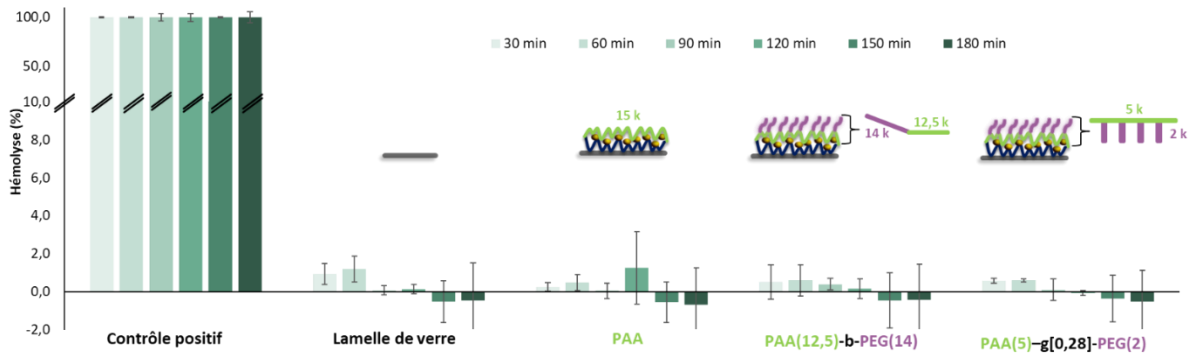 100,0
50,0
10,0
8,0
6,0
4,0
2,0
0,0
-2,0
Hémolyse (%)
30 min 60 min 90 min 120 min 150 min 180 min
15 k
14 k
12,5 k
5 k
2 k
Contrôle positif
Lamelle de verre
PAA
PAA(12,5)-b-PEG(14)
PAA(5)–g[0,28]-PEG(2)